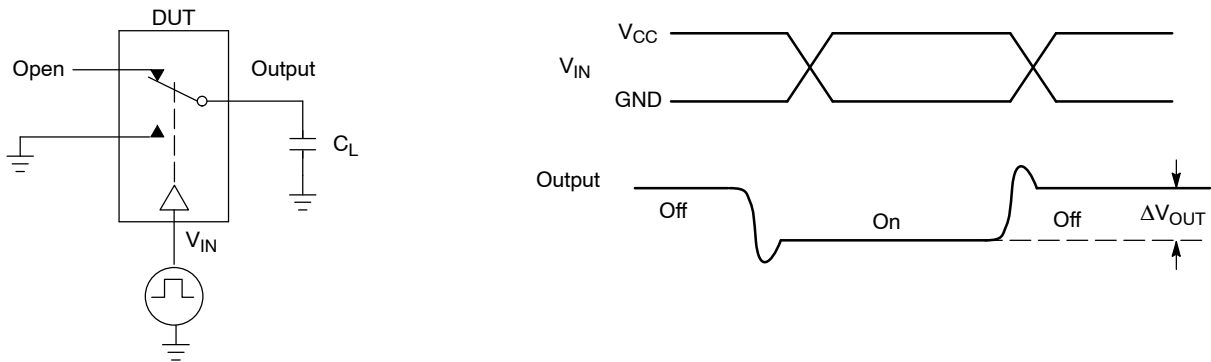 DUT
Open
Output
C_L
V_IN
V_CC
V_IN
GND
Output
Off
On
Off
ΔV_OUT